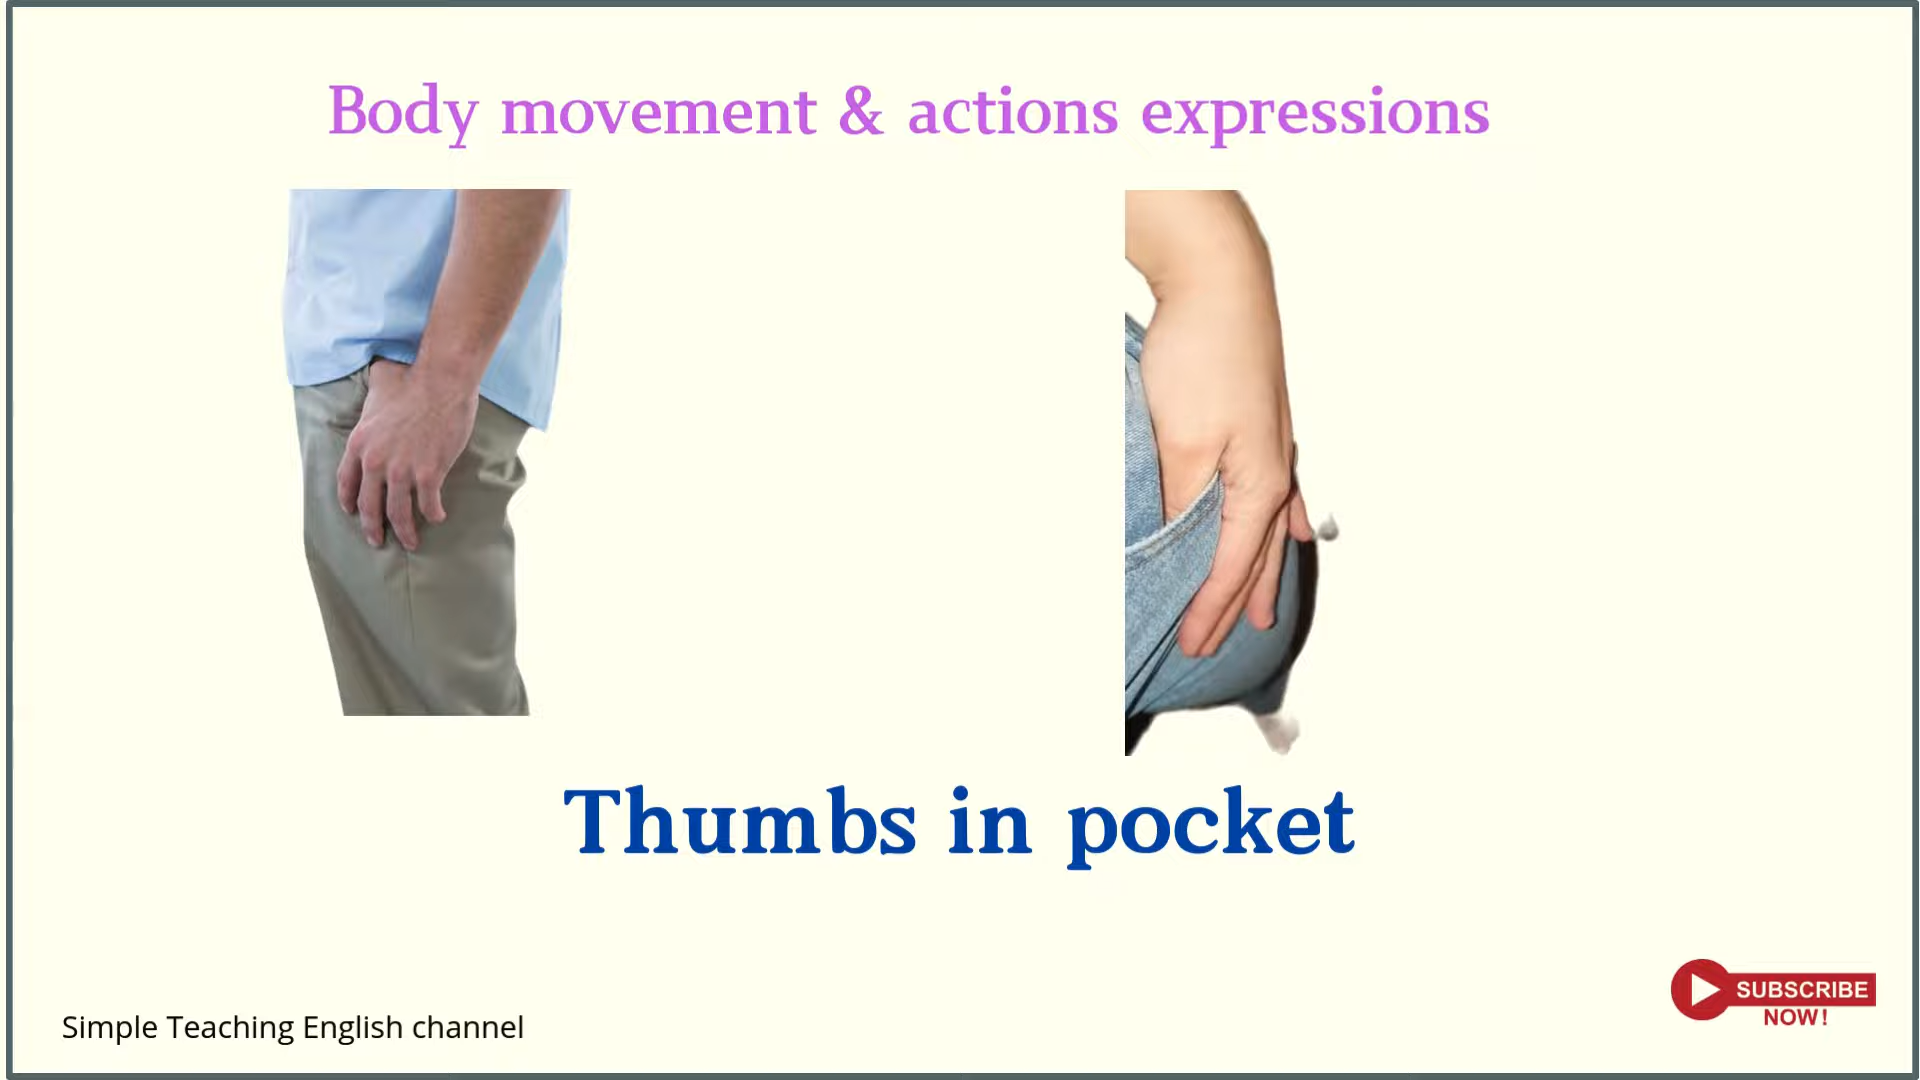 Body movement & actions expressions
Thumbs in pocket
Simple Teaching English channel
SUBSCRIBE
NOW!